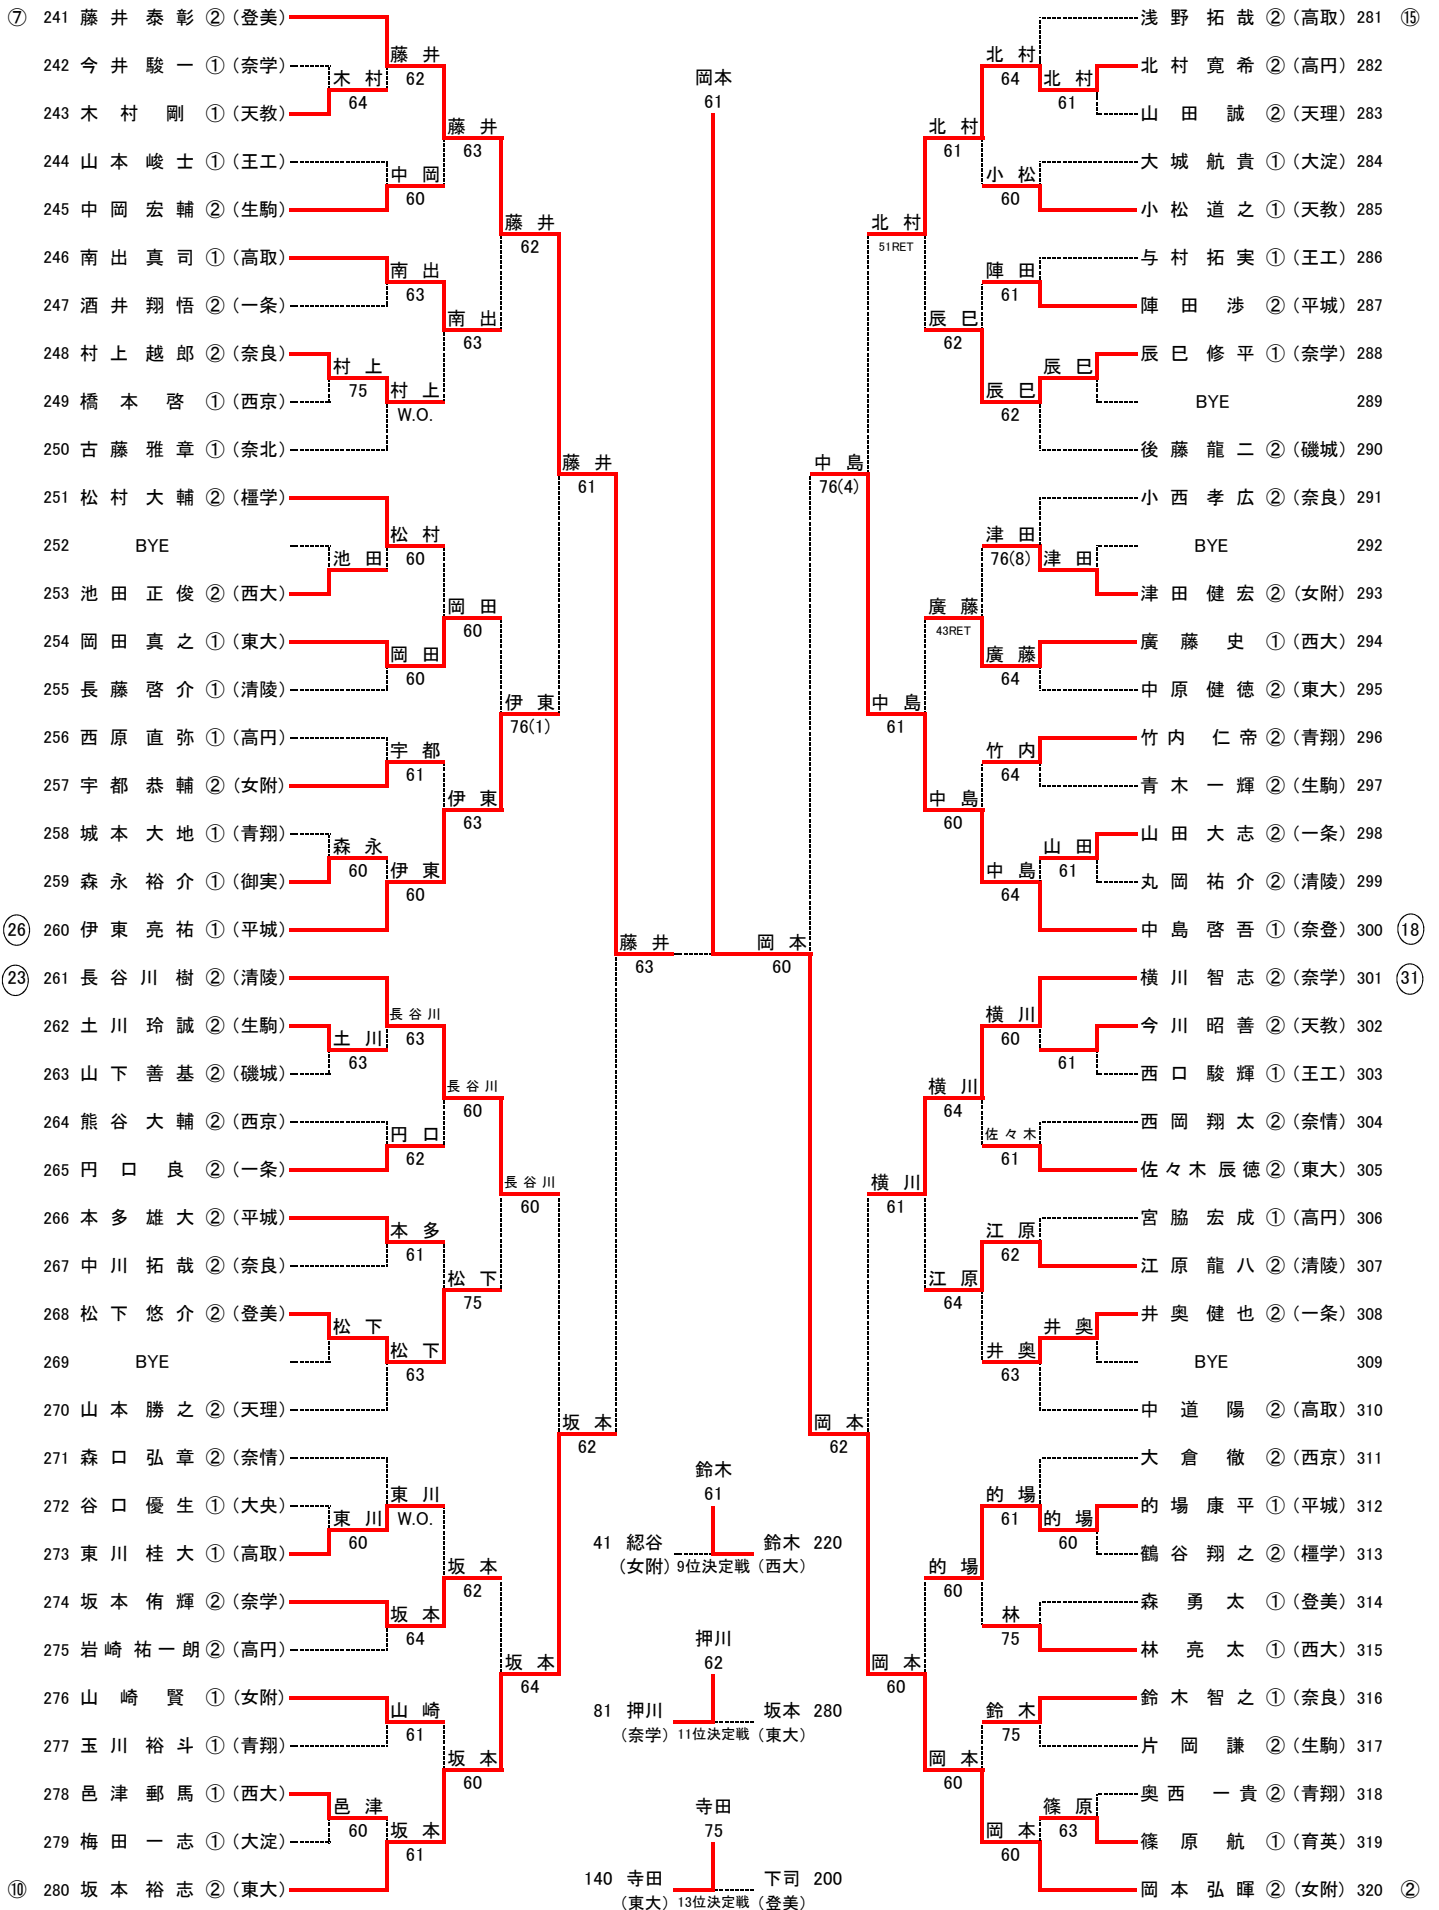 ⑦ 241 藤井 泰彰 ② (登美)
242 今井 駿一 ① (奈学)
243 木村 剛 ① (天教)
244 山本 峻士 ① (王工)
245 中岡 宏輔 ② (生駒)
246 南出 真司 ① (高取)
247 酒井 翔悟 ② (一条)
248 村上 越郎 ② (奈良)
249 橋本 啓 ① (西京)
250 古藤 雅章 ① (奈北)
251 松村 大輔 ② (橿学)
252 BYE
253 池田 正俊 ② (西大)
254 岡田 真之 ① (東大)
255 長藤 啓介 ① (清陵)
256 西原 直弥 ① (高円)
257 宇都 恭輔 ② (女附)
258 城本 大地 ① (青翔)
259 森永 裕介 ① (御実)
26 260 伊東 亮祐 ① (平城)
23 261 長谷川 樹 ② (清陵)
262 土川 玲誠 ② (生駒)
263 山下 善基 ② (磯城)
264 熊谷 大輔 ② (西京)
265 円口 良 ② (一条)
266 本多 雄大 ② (平城)
267 中川 拓哉 ② (奈良)
268 松下 悠介 ② (登美)
269 BYE
270 山本 勝之 ② (天理)
271 森口 弘章 ② (奈情)
272 谷口 優生 ① (大央)
273 東川 桂大 ① (高取)
274 坂本 侑輝 ② (奈学)
275 岩崎 祐一朗 ② (高円)
276 山崎 賢 ① (女附)
277 玉川 裕斗 ① (青翔)
278 邑津 郵馬 ① (西大)
279 梅田 一志 ① (大淀)
⑩ 280 坂本 裕志 ② (東大)
木村
64
村上
75
池田
森永
60
土川
63
松下
東川
60
邑津
60
藤井
62
中岡
60
南出
63
村上
W.O.
松村
60
岡田
60
宇都
61
伊東
60
長谷川
63
円口
62
本多
61
松下
63
東川
W.O.
坂本
64
山崎
61
坂本
61
藤井
63
南出
63
岡田
60
伊東
63
長谷川
60
松下
75
坂本
62
坂本
60
藤井
62
伊東
76(1)
長谷川
60
坂本
64
藤井
61
坂本
62
藤井
63
岡本
61
岡本
60
鈴木
61
41 綛谷 鈴木 220
(女附) 9位決定戦 (西大)
押川
62
81 押川 坂本 280
(奈学) 11位決定戦 (東大)
寺田
75
140 寺田 下司 200
(東大) 13位決定戦 (登美)
中島
76(4)
岡本
62
北村
51RET
中島
61
横川
61
岡本
60
北村
61
辰巳
62
廣藤
43RET
中島
60
横川
64
江原
64
的場
60
岡本
60
北村
64
小松
60
陣田
61
辰巳
62
津田
76(8)
廣藤
64
竹内
64
中島
64
横川
60
佐々木
61
江原
62
井奥
63
的場
61
林
75
鈴木
75
岡本
60
北村
61
辰巳
津田
山田
61
61
井奥
的場
60
篠原
63
浅野 拓哉 ② (高取) 281 ⑮
北村 寛希 ② (高円) 282
山田 誠 ② (天理) 283
大城 航貴 ① (大淀) 284
小松 道之 ① (天教) 285
与村 拓実 ① (王工) 286
陣田 渉 ② (平城) 287
辰巳 修平 ① (奈学) 288
BYE 289
後藤 龍二 ② (磯城) 290
小西 孝広 ② (奈良) 291
BYE 292
津田 健宏 ② (女附) 293
廣藤 史 ① (西大) 294
中原 健徳 ② (東大) 295
竹内 仁帝 ② (青翔) 296
青木 一輝 ② (生駒) 297
山田 大志 ② (一条) 298
丸岡 祐介 ② (清陵) 299
中島 啓吾 ① (奈登) 300 18
横川 智志 ② (奈学) 301 31
今川 昭善 ② (天教) 302
西口 駿輝 ① (王工) 303
西岡 翔太 ② (奈情) 304
佐々木 辰徳 ② (東大) 305
宮脇 宏成 ① (高円) 306
江原 龍八 ② (清陵) 307
井奥 健也 ② (一条) 308
BYE 309
中道 陽 ② (高取) 310
大倉 徹 ② (西京) 311
的場 康平 ① (平城) 312
鶴谷 翔之 ② (橿学) 313
森 勇太 ① (登美) 314
林 亮太 ① (西大) 315
鈴木 智之 ① (奈良) 316
片岡 謙 ② (生駒) 317
奥西 一貴 ② (青翔) 318
篠原 航 ① (育英) 319
岡本 弘暉 ② (女附) 320 ②